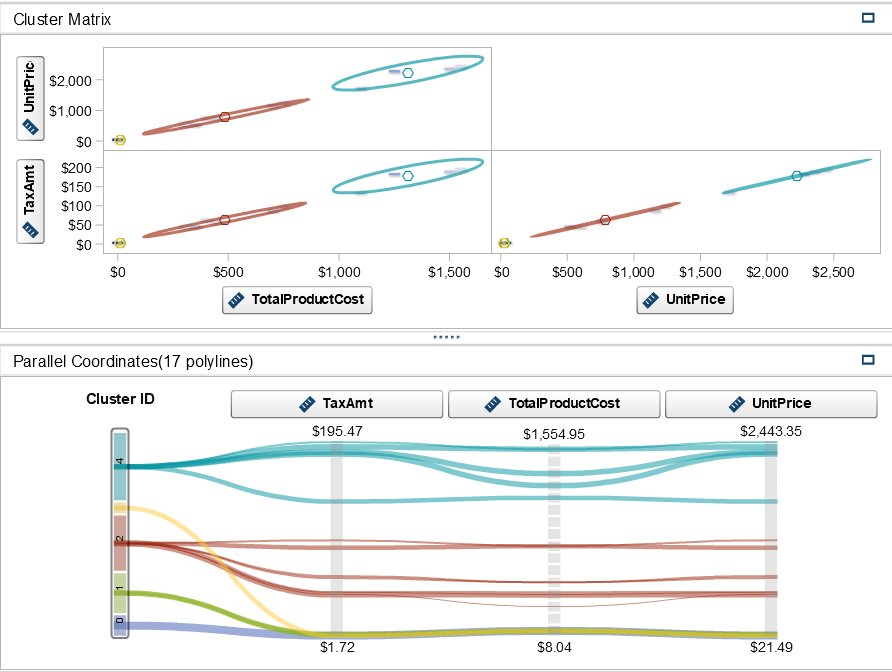 Cluster Matrix
UnitPric
$2,000
$1,000
$0
TaxAmt
$200
$150
$100
$50
$0
$0 $500 $1,000 $1,500 $0 $500 $1,000 $1,500 $2,000 $2,500
TotalProductCost UnitPrice
Parallel Coordinates(17 polylines)
Cluster ID TaxAmt TotalProductCost UnitPrice
$195.47 $1,554.95 $2,443.35
4
2
1
0
$1.72 $8.04 $21.49